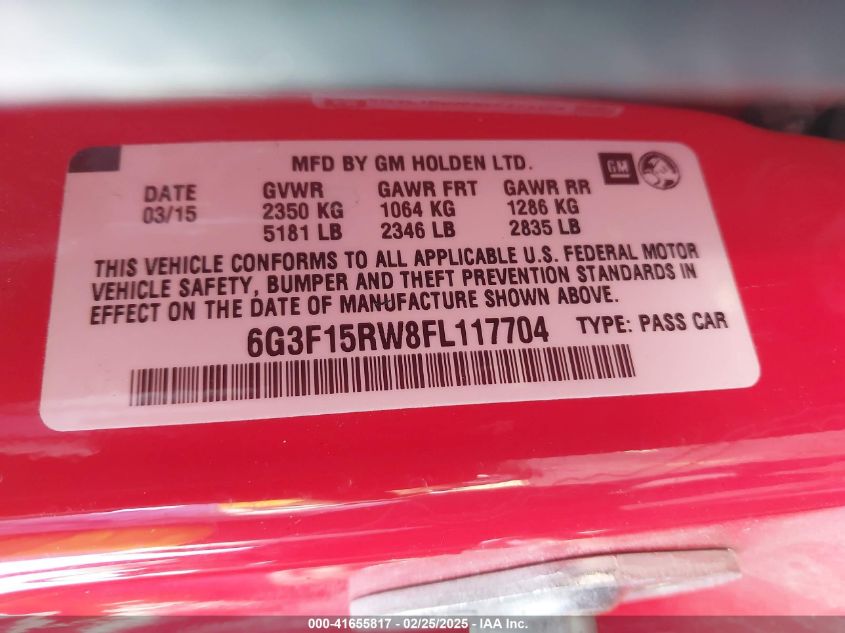 MFD BY GM HOLDEN LTD.
GM
DATE GVWR GAWR FRT GAWR RR
03/15 2350 KG 1064 KG 1286 KG
5181 LB 2346 LB 2835 LB
THIS VEHICLE CONFORMS TO ALL APPLICABLE U.S. FEDERAL MOTOR
VEHICLE SAFETY, BUMPER AND THEFT PREVENTION STANDARDS IN
EFFECT ON THE DATE OF MANUFACTURE SHOWN ABOVE.
6G3F15RW8FL117704 TYPE: PASS CAR
000-41655817 - 02/25/2025 - IAA Inc.